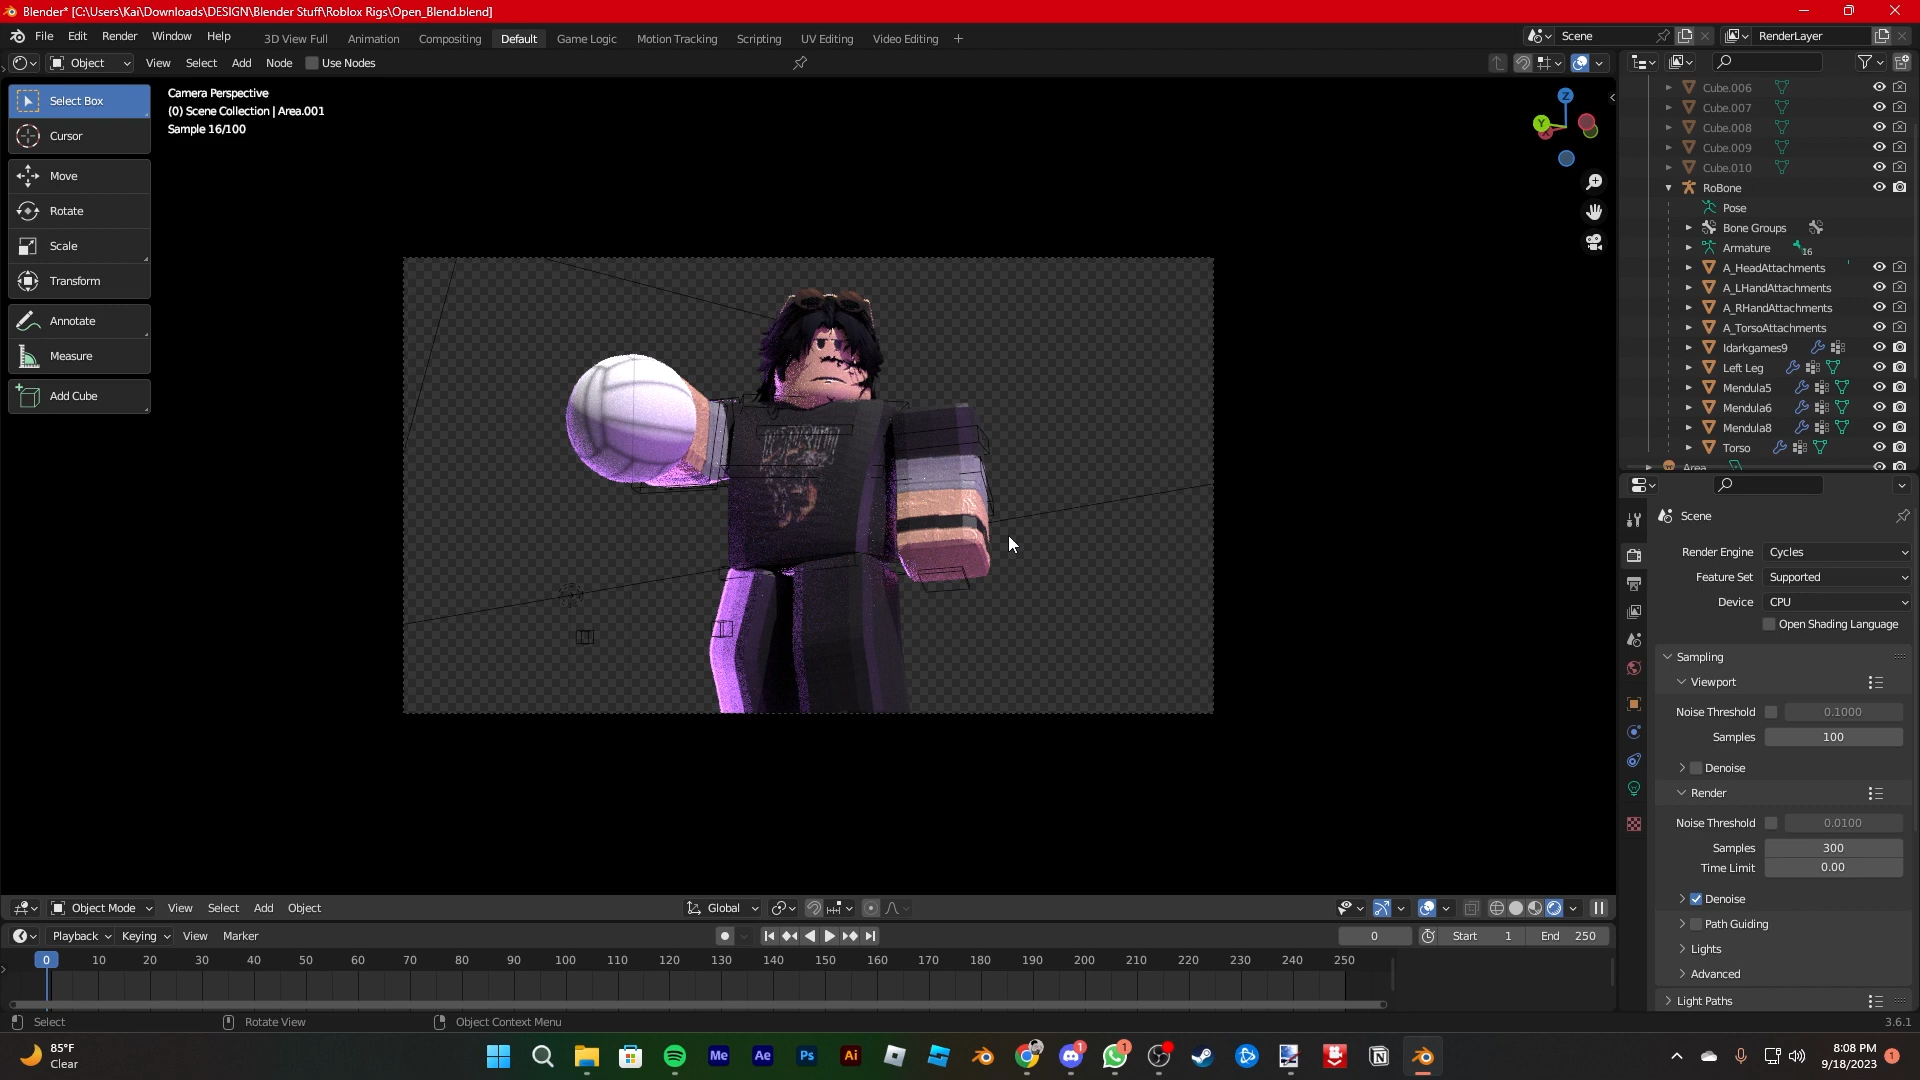 Blender* [C:\Users\Kai\Downloads\DESIGN\Blender Stuff\Roblox Rigs\Open_Blend.blend]
File Edit Render Window Help 3D View Full Animation Compositing Default Game Logic Motion Tracking Scripting UV Editing Video Editing + Scene RenderLayer
Object View Select Add Node Use Nodes
Select Box
Cursor
Move
Rotate
Scale
Transform
Annotate
Measure
Add Cube
Camera Perspective
(0) Scene Collection | Area.001
Sample 16/100
Z
Y
X
Cube.006
Cube.007
Cube.008
Cube.009
Cube.010
RoBone
Pose
Bone Groups
Armature 16
A_HeadAttachments
A_LHandAttachments
A_RHandAttachments
A_TorsoAttachments
Idarkgames9
Left Leg
Mendula5
Mendula6
Mendula8
Torso
Area
Scene
Render Engine Cycles
Feature Set Supported
Device CPU
Open Shading Language
Sampling
Viewport
Noise Threshold 0.1000
Samples 100
Denoise
Render
Noise Threshold 0.0100
Samples 300
Time Limit 0.00
Denoise
Path Guiding
Lights
Advanced
Light Paths
Object Mode View Select Add Object Global
Playback Keying View Marker 0 Start 1 End 250
0 10 20 30 40 50 60 70 80 90 100 110 120 130 140 150 160 170 180 190 200 210 220 230 240 250
Select Rotate View Object Context Menu 3.6.1
85°F
Clear
Me Ae Ps Ai 1 1
8:08 PM
9/18/2023
1